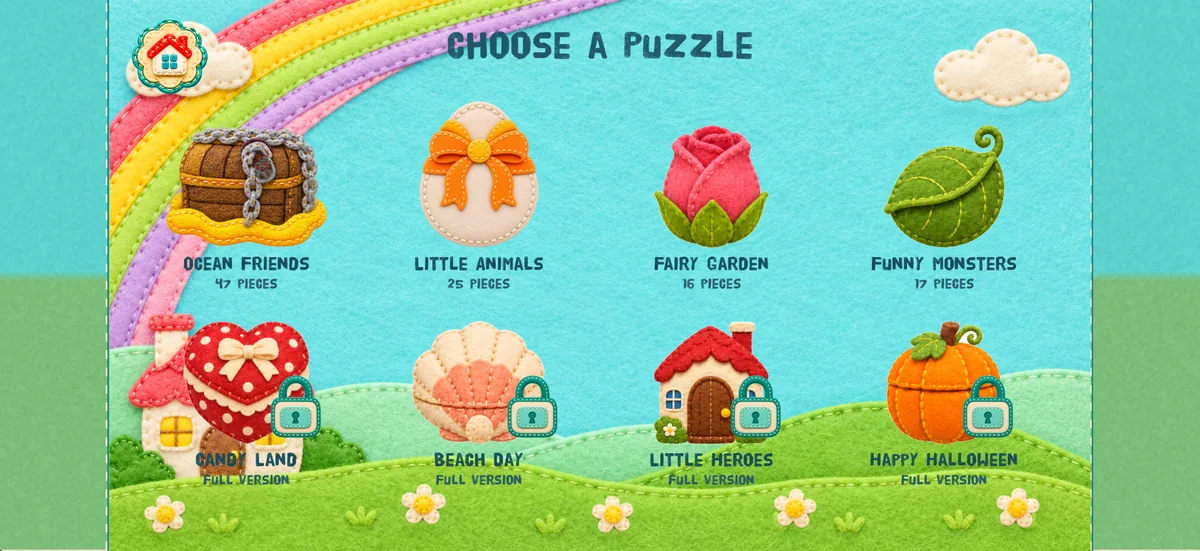 CHOOSE A PUZZLE
OCEAN FRIENDS
47 PIECES
LITTLE ANIMALS
25 PIECES
FAIRY GARDEN
16 PIECES
FUNNY MONSTERS
17 PIECES
CANDY LAND
FULL VERSION
BEACH DAY
FULL VERSION
LITTLE HEROES
FULL VERSION
HAPPY HALLOWEEN
FULL VERSION